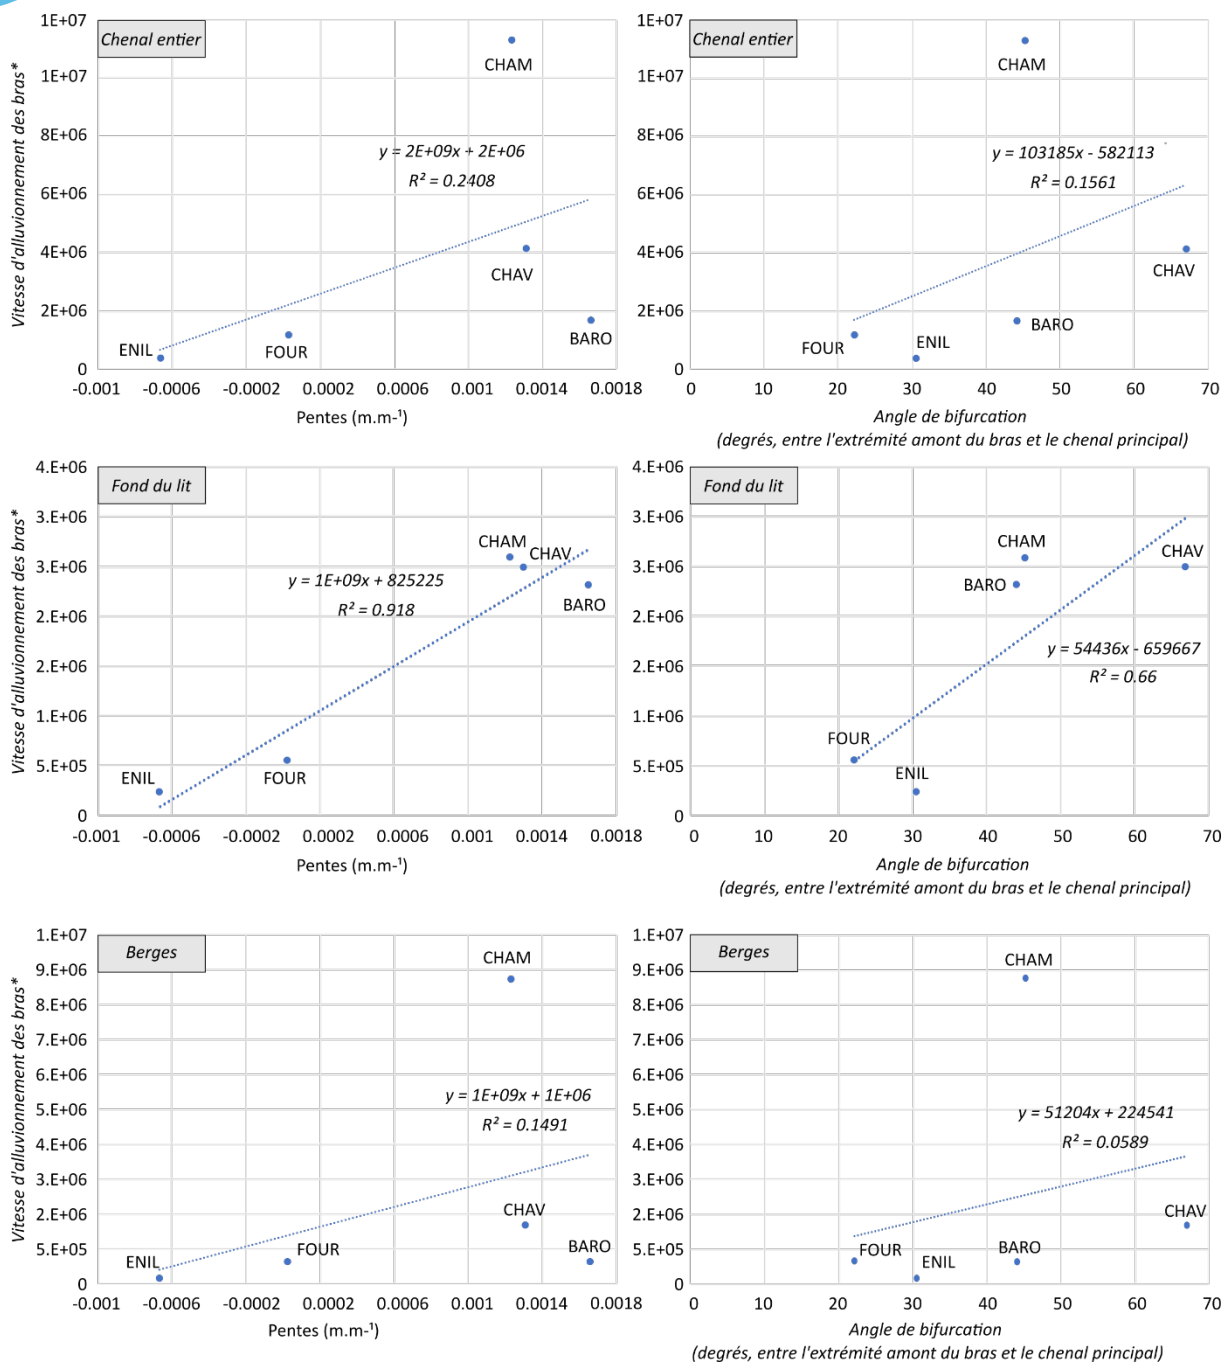 Chenal entier
Vitesse d'alluvionnement des bras*
1E+07
1E+07
8E+06
6E+06
4E+06
2E+06
0
CHAM
y = 2E+09x + 2E+06
R² = 0.2408
CHAV
BARO
FOUR
ENIL
-0.001 -0.0006 -0.0002 0.0002 0.0006 0.001 0.0014 0.0018
Pentes (m.m-¹)
Chenal entier
1E+07
1E+07
8E+06
6E+06
4E+06
2E+06
0
CHAM
y = 103185x - 582113
R² = 0.1561
CHAV
BARO
FOUR
ENIL
0 10 20 30 40 50 60 70
Angle de bifurcation
(degrés, entre l'extrémité amont du bras et le chenal principal)
Fond du lit
Vitesse d'alluvionnement des bras*
4.E+06
3.E+06
3.E+06
2.E+06
2.E+06
1.E+06
5.E+05
0
CHAM
CHAV
y = 1E+09x + 825225
R² = 0.918
BARO
ENIL
FOUR
-0.001 -0.0006 -0.0002 0.0002 0.0006 0.001 0.0014 0.0018
Pentes (m.m-¹)
Fond du lit
4.E+06
3.E+06
3.E+06
2.E+06
2.E+06
1.E+06
5.E+05
0
CHAM
CHAV
BARO
y = 54436x - 659667
R² = 0.66
FOUR
ENIL
0 10 20 30 40 50 60 70
Angle de bifurcation
(degrés, entre l'extrémité amont du bras et le chenal principal)
Berges
Vitesse d'alluvionnement des bras*
1.E+07
9.E+06
8.E+06
7.E+06
6.E+06
5.E+06
4.E+06
3.E+06
2.E+06
5.E+05
0
CHAM
y = 1E+09x + 1E+06
R² = 0.1491
CHAV
FOUR
BARO
ENIL
-0.001 -0.0006 -0.0002 0.0002 0.0006 0.001 0.0014 0.0018
Pentes (m.m-¹)
Berges
1.E+07
9.E+06
8.E+06
7.E+06
6.E+06
5.E+06
4.E+06
3.E+06
2.E+06
5.E+05
0
CHAM
y = 51204x + 224541
R² = 0.0589
CHAV
FOUR
BARO
ENIL
0 10 20 30 40 50 60 70
Angle de bifurcation
(degrés, entre l'extrémité amont du bras et le chenal principal)